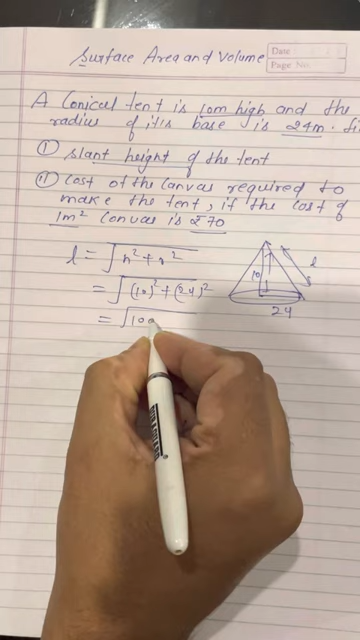 Surface Area and Volume
Date
Page No.
A Conical tent is 10m high and the
radius of its base is 24m.
(i) slant height of the tent
(ii) Cost of the Canvas required to
make the tent, if the cost of
1m² Canvas is ₹70
l = √h² + r²
= √(10)² + (24)²
= √100
10
l
24